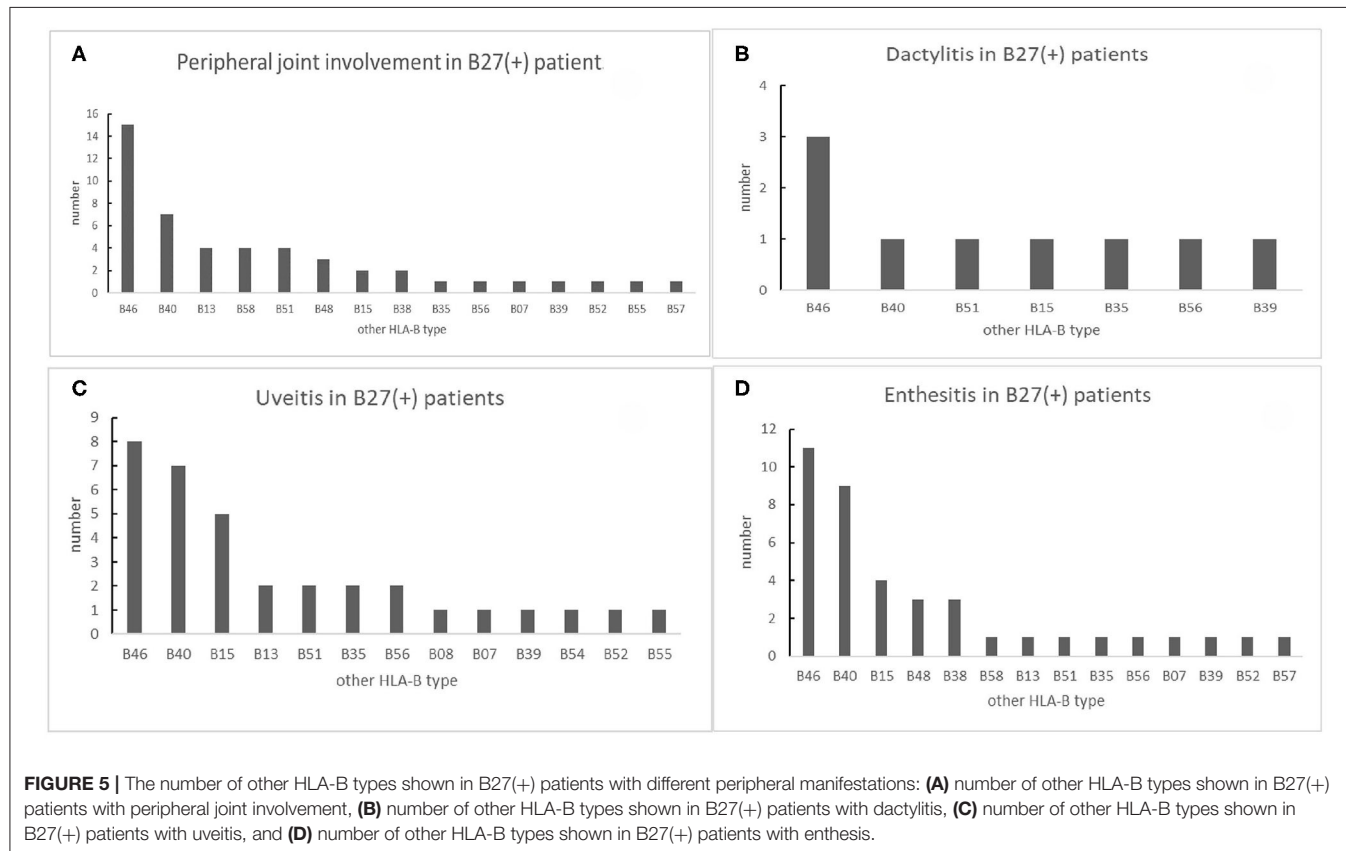 A
Peripheral joint involvement in B27(+) patient
number
16
14
12
10
8
6
4
2
0
B46 B40 B13 B58 B51 B48 B15 B38 B35 B56 B07 B39 B52 B55 B57
other HLA-B type
B
Dactylitis in B27(+) patients
number
4
3
2
1
0
B46 B40 B51 B15 B35 B56 B39
other HLA-B type
C
Uveitis in B27(+) patients
number
9
8
7
6
5
4
3
2
1
0
B46 B40 B15 B13 B51 B35 B56 B08 B07 B39 B54 B52 B55
other HLA-B type
D
Enthesitis in B27(+) patients
number
12
10
8
6
4
2
0
B46 B40 B15 B48 B38 B58 B13 B51 B35 B56 B07 B39 B52 B57
other HLA-B type
FIGURE 5 | The number of other HLA-B types shown in B27(+) patients with different peripheral manifestations: (A) number of other HLA-B types shown in B27(+)
patients with peripheral joint involvement, (B) number of other HLA-B types shown in B27(+) patients with dactylitis, (C) number of other HLA-B types shown in
B27(+) patients with uveitis, and (D) number of other HLA-B types shown in B27(+) patients with enthesis.